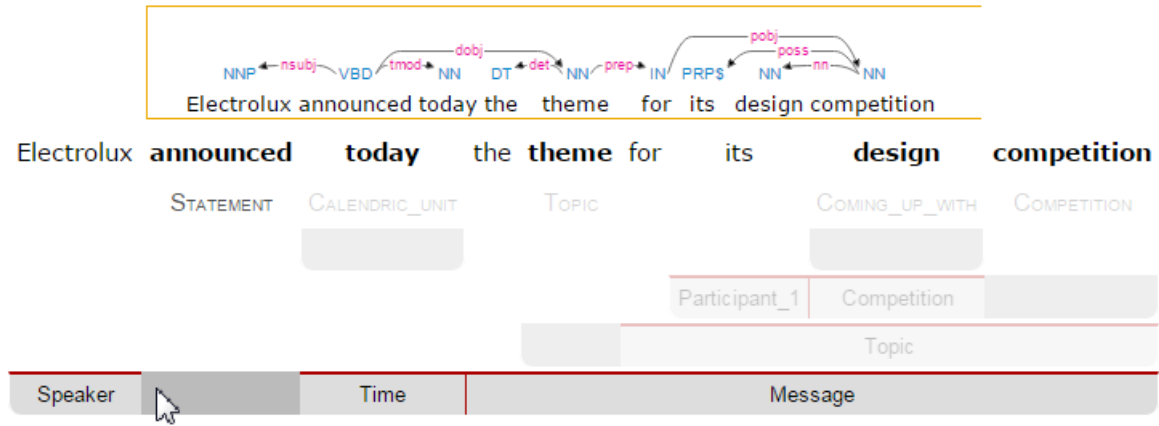 dobj
pobj
poss
nsubj tmod det prep nn
NNP VBD NN DT NN IN PRP$ NN NN
Electrolux announced today the theme for its design competition
Electrolux announced today the theme for its design competition
STATEMENT CALENDRIC_UNIT TOPIC COMING_UP_WITH COMPETITION
Participant_1 Competition
Topic
Speaker Time Message